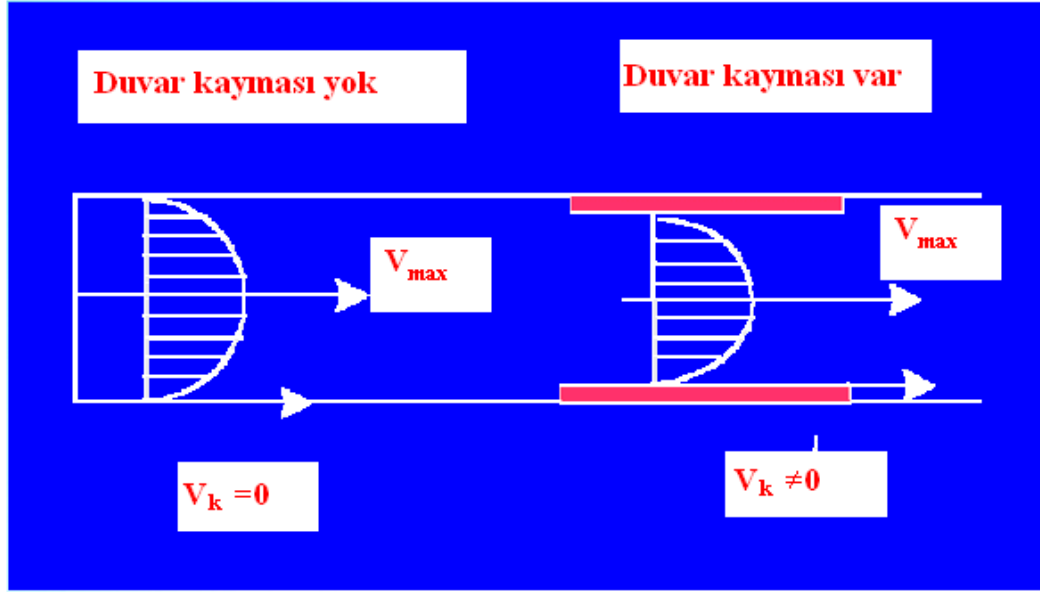 Duvar kayması yok
Duvar kayması var
Vmax
Vmax
Vk =0
Vk ≠0